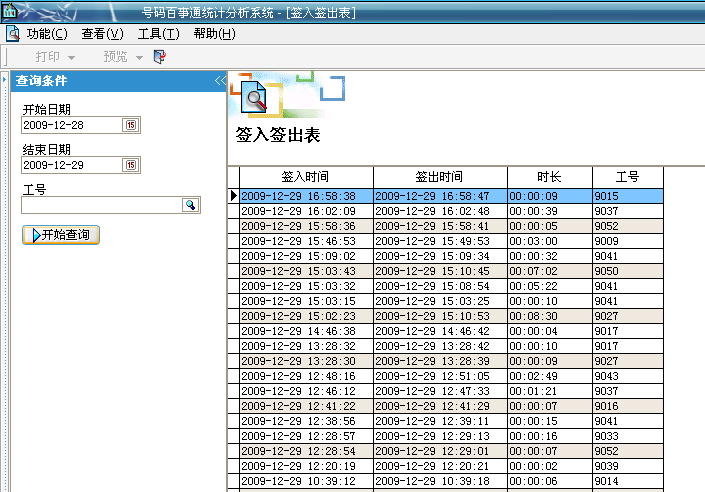 号码百事通统计分析系统 - [签入签出表]
功能(C) 查看(V) 工具(T) 帮助(H)
打印 预览
查询条件
开始日期
2009-12-28 15
结束日期
2009-12-29 15
工号
开始查询
签入签出表
签入时间 签出时间 时长 工号
2009-12-29 16:58:38 2009-12-29 16:58:47 00:00:09 9015
2009-12-29 16:02:09 2009-12-29 16:02:48 00:00:39 9037
2009-12-29 15:58:36 2009-12-29 15:58:41 00:00:05 9052
2009-12-29 15:46:53 2009-12-29 15:49:53 00:03:00 9009
2009-12-29 15:09:02 2009-12-29 15:09:34 00:00:32 9041
2009-12-29 15:03:43 2009-12-29 15:10:45 00:07:02 9050
2009-12-29 15:03:32 2009-12-29 15:08:54 00:05:22 9041
2009-12-29 15:03:15 2009-12-29 15:03:25 00:00:10 9041
2009-12-29 15:02:23 2009-12-29 15:10:53 00:08:30 9027
2009-12-29 14:46:38 2009-12-29 14:46:42 00:00:04 9017
2009-12-29 13:28:32 2009-12-29 13:28:42 00:00:10 9017
2009-12-29 13:28:30 2009-12-29 13:28:39 00:00:09 9027
2009-12-29 12:48:16 2009-12-29 12:51:05 00:02:49 9043
2009-12-29 12:46:12 2009-12-29 12:47:33 00:01:21 9037
2009-12-29 12:41:22 2009-12-29 12:41:29 00:00:07 9016
2009-12-29 12:38:56 2009-12-29 12:39:11 00:00:15 9041
2009-12-29 12:28:57 2009-12-29 12:29:13 00:00:16 9033
2009-12-29 12:28:54 2009-12-29 12:29:01 00:00:07 9052
2009-12-29 12:20:19 2009-12-29 12:20:21 00:00:02 9039
2009-12-29 10:39:12 2009-12-29 10:39:18 00:00:06 9014